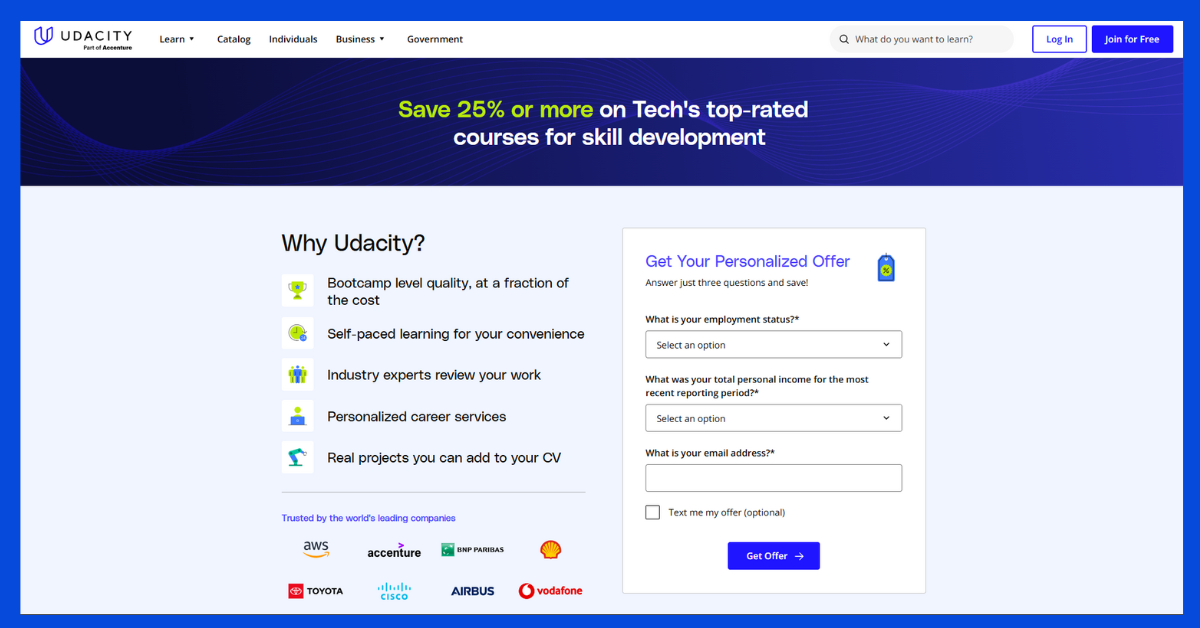 UDACITY
Part of Accenture
Learn
Catalog
Individuals
Business
Government
What do you want to learn?
Log In
Join for Free
Save 25% or more on Tech's top-rated
courses for skill development
Why Udacity?
Bootcamp level quality, at a fraction of
the cost
Self-paced learning for your convenience
Industry experts review your work
Personalized career services
Real projects you can add to your CV
Trusted by the world's leading companies
aws
accenture
BNP PARIBAS
TOYOTA
CISCO
AIRBUS
vodafone
Get Your Personalized Offer
Answer just three questions and save!
What is your employment status?*
Select an option
What was your total personal income for the most
recent reporting period?*
Select an option
What is your email address?*
Text me my offer (optional)
Get Offer →